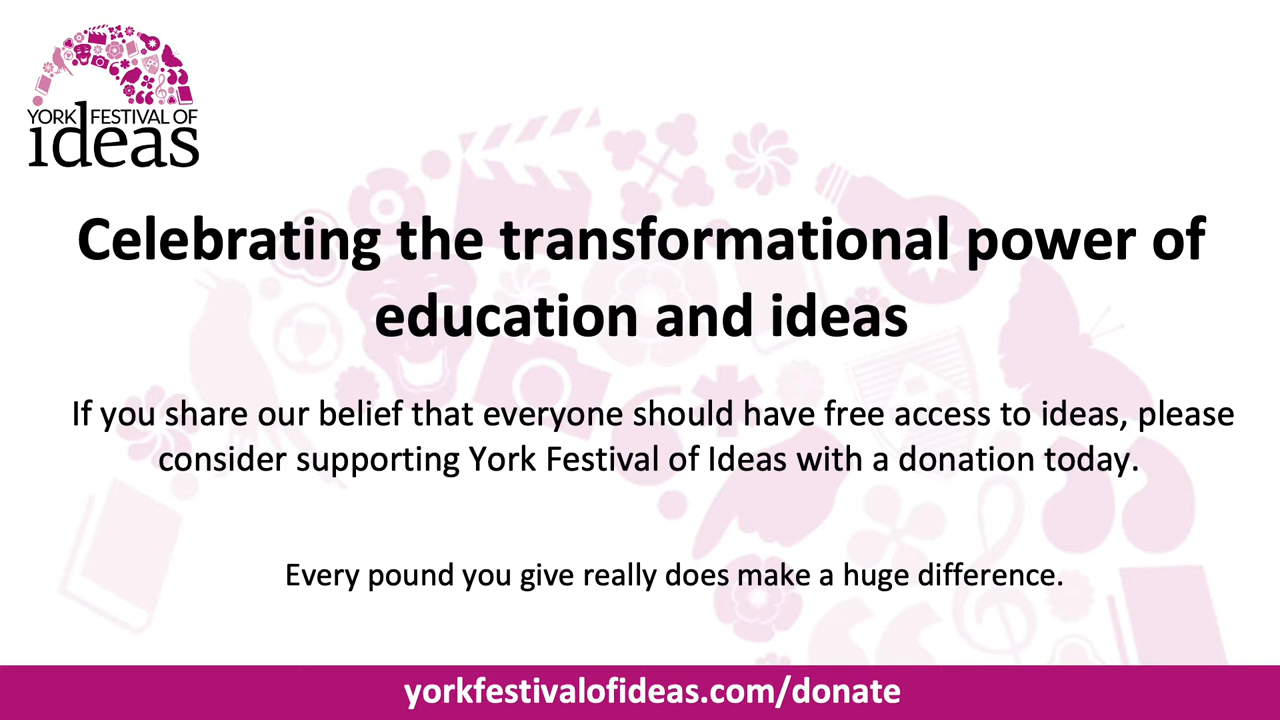 YORK FESTIVAL OF
ideas
Celebrating the transformational power of
education and ideas
If you share our belief that everyone should have free access to ideas, please
consider supporting York Festival of Ideas with a donation today.
Every pound you give really does make a huge difference.
yorkfestivalofideas.com/donate